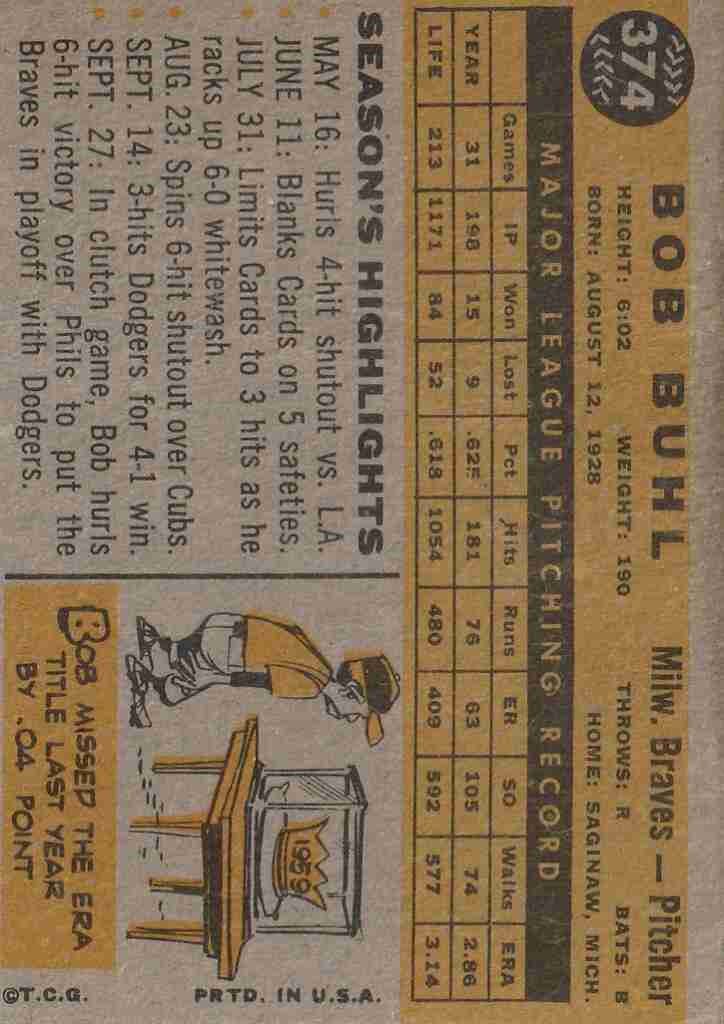 374
BOB BUHL Milw. Braves — Pitcher
HEIGHT: 6:02 WEIGHT: 190 THROWS: R BATS: B
BORN: AUGUST 12, 1928 HOME: SAGINAW, MICH.
MAJOR LEAGUE PITCHING RECORD
Games IP Won Lost Pct Hits Runs ER SO Walks ERA
YEAR 31 198 15 9 .625 181 76 63 105 74 2.86
LIFE 213 1171 84 52 .618 1054 480 409 592 577 3.14
SEASON'S HIGHLIGHTS
MAY 16: Hurls 4-hit shutout vs. L.A.
JUNE 11: Blanks Cards on 5 safeties.
JULY 31: Limits Cards to 3 hits as he
racks up 6-0 whitewash.
AUG. 23: Spins 6-hit shutout over Cubs.
SEPT. 14: 3-hits Dodgers for 4-1 win.
SEPT. 27: In clutch game, Bob hurls
6-hit victory over Phils to put the
Braves in playoff with Dodgers.
1959
BOB MISSED THE ERA
TITLE LAST YEAR
BY .04 POINT
©T.C.G. PRTD. IN U.S.A.